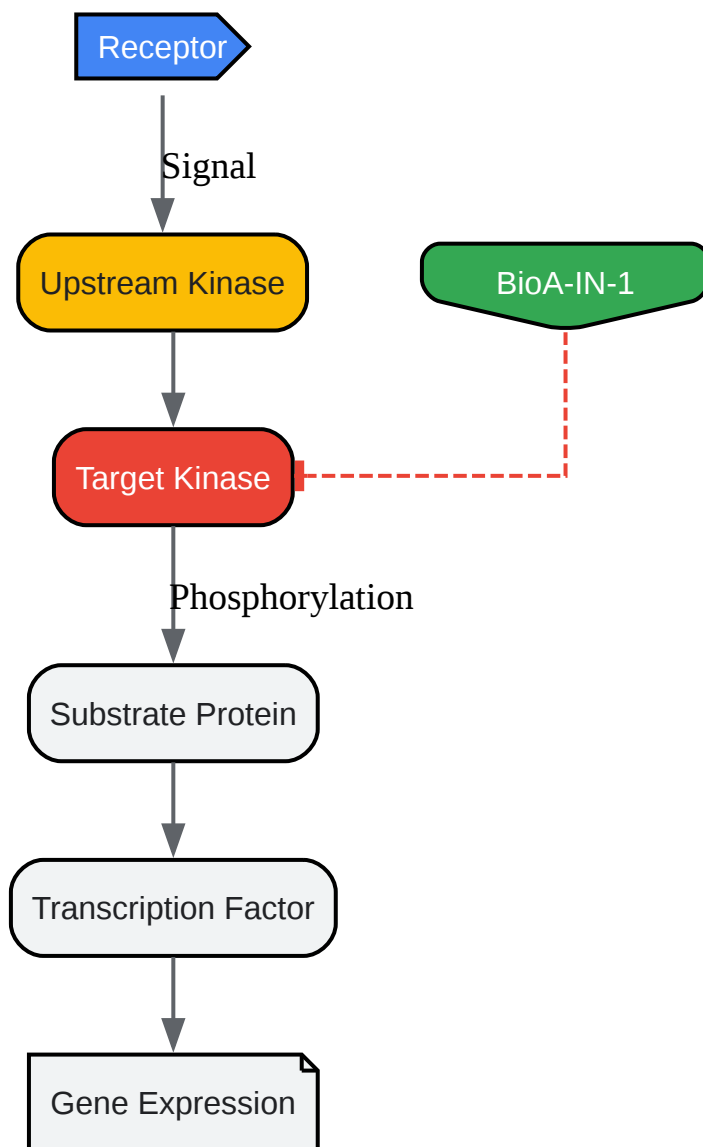 Receptor
Signal
Upstream Kinase
BioA-IN-1
Target Kinase
Phosphorylation
Substrate Protein
Transcription Factor
Gene Expression